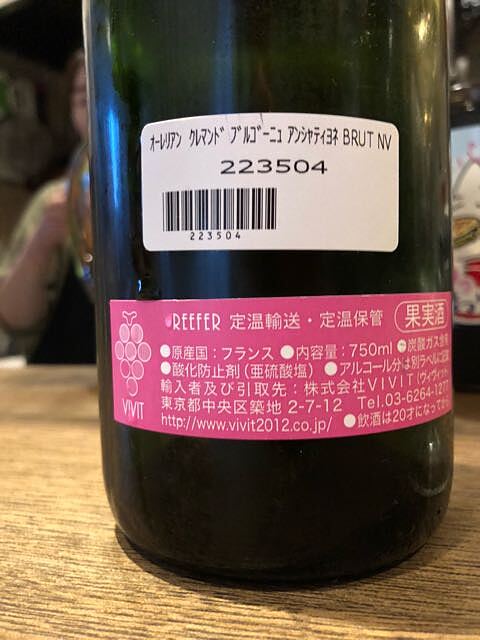 ｵｰﾚﾘｱﾝ ｸﾚﾏﾝﾄﾞ ﾌﾞﾙｺﾞｰﾆｭ ｱﾝｼｬﾃｨﾖﾈ BRUT NV
223504
223504
REEFER 定温輸送・定温保管 果実酒
●原産国：フランス ●内容量：750ml ●炭酸ガス含有
●酸化防止剤（亜硫酸塩） ●アルコール分は別ラベルに記載
輸入者及び引取先：株式会社VIVIT（ヴィヴィット）
東京都中央区築地 2-7-12 Tel.03-6264-1277
http://www.vivit2012.co.jp/ ●飲酒は20才になってから
VIVIT